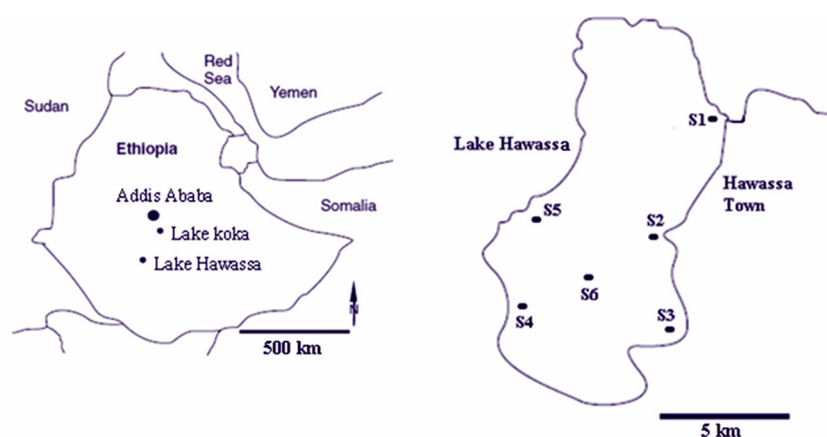 Red
Sea
Yemen
Sudan
Ethiopia
Addis Ababa
Somalia
Lake koka
Lake Hawassa
N
500 km
S1
Lake Hawassa
Hawassa
Town
S5
S2
S6
S4
S3
5 km